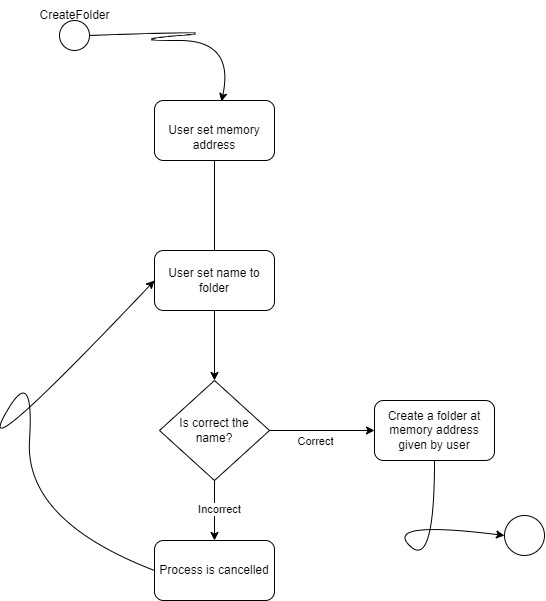 CreateFolder
User set memory
address
User set name to
folder
Is correct the
name?
Correct
Create a folder at
memory address
given by user
Incorrect
Process is cancelled